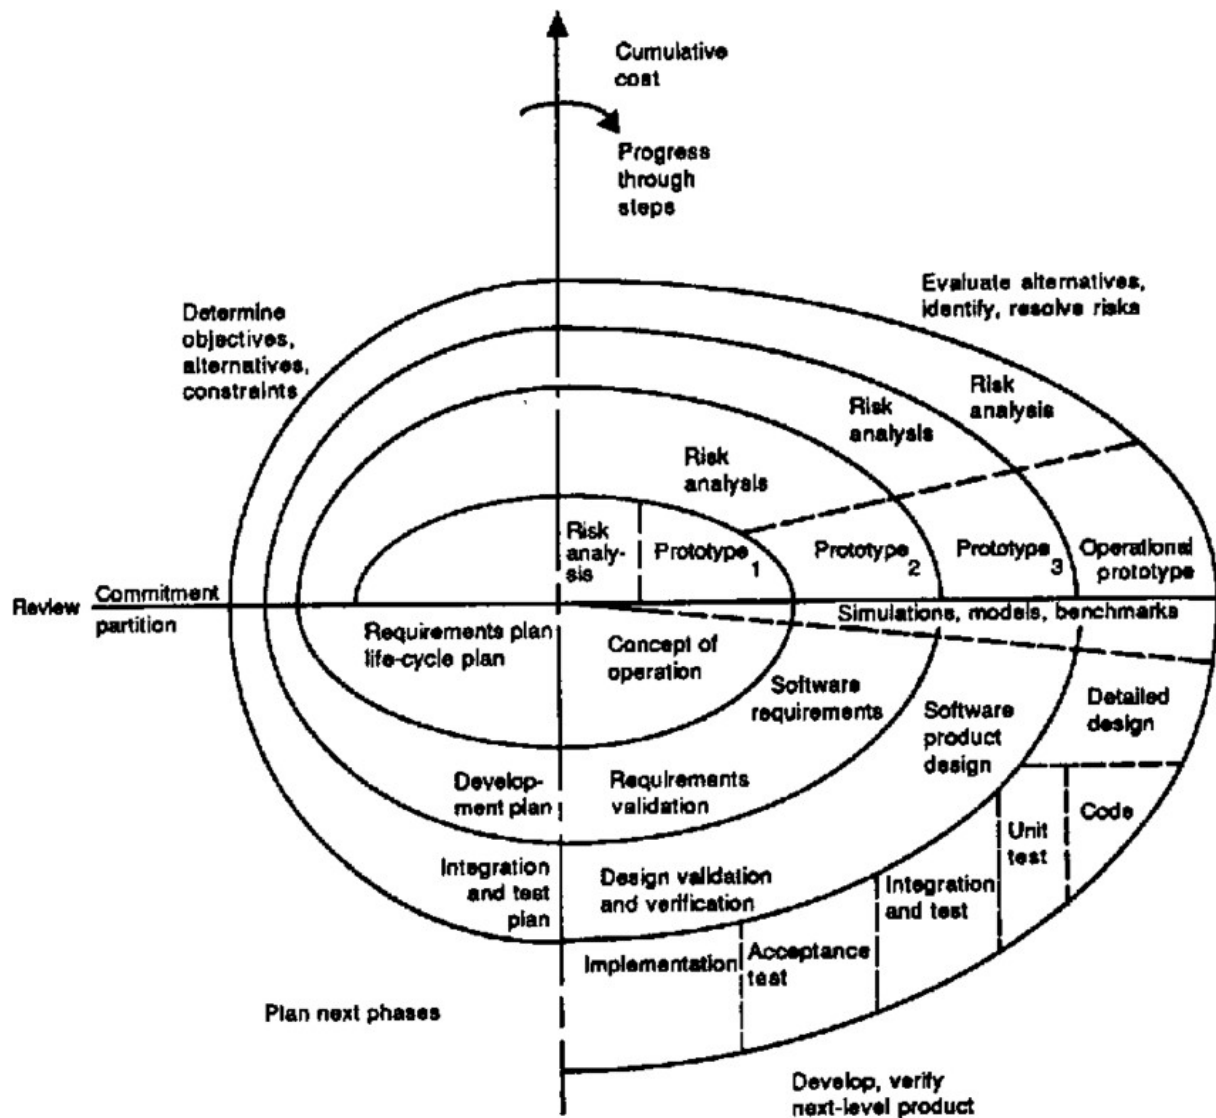 Cumulative
cost
Progress
through
steps
Evaluate alternatives,
identify, resolve risks
Determine
objectives,
alternatives,
constraints
Risk
analysis
Risk
analysis
Risk
analysis
Risk
analy-
sis
Prototype 1
Prototype 2
Prototype 3
Operational
prototype
Review
Commitment
partition
Simulations, models, benchmarks
Requirements plan
life-cycle plan
Concept of
operation
Software
requirements
Software
product
design
Detailed
design
Develop-
ment plan
Requirements
validation
Code
Unit
test
Integration
and test
plan
Design validation
and verification
Integration
and test
Acceptance
test
Implementation
Plan next phases
Develop, verify
next-level product